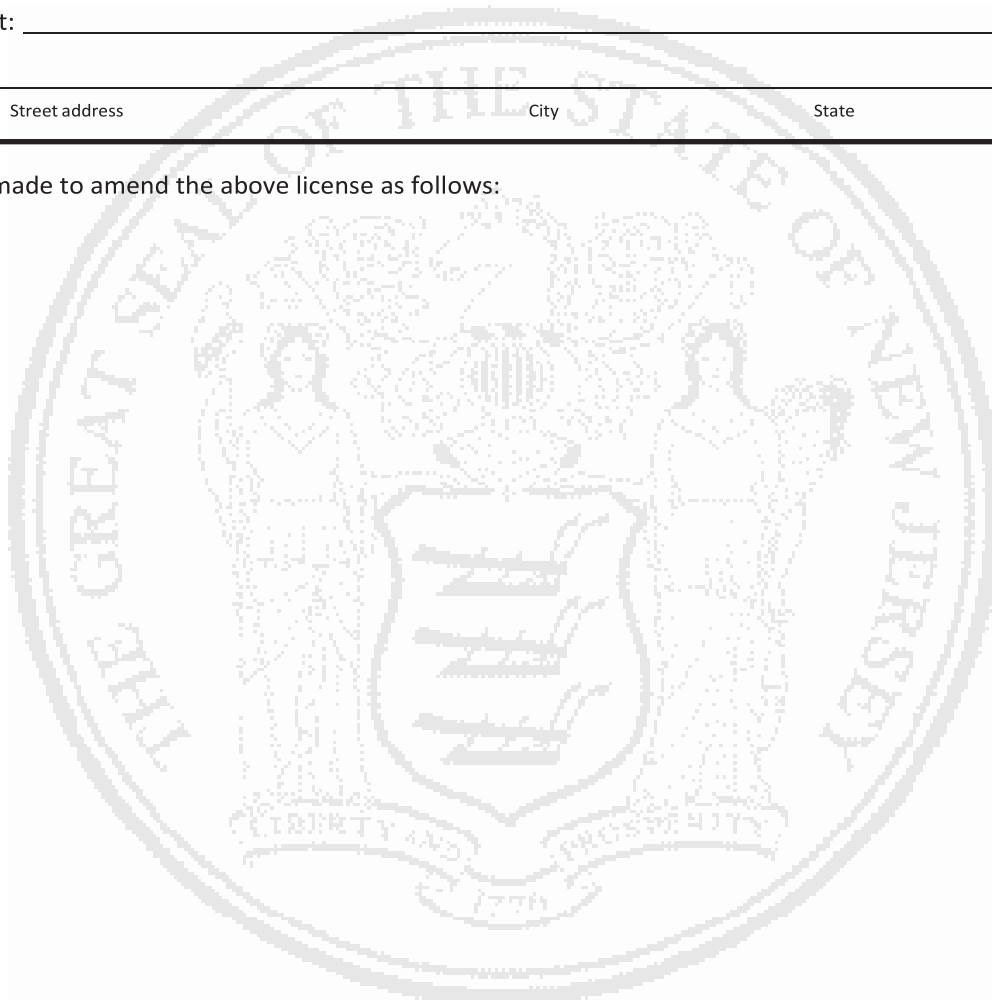 t:
Street address City State
made to amend the above license as follows:
THE GREAT SEAL OF THE STATE OF NEW JERSEY
LIBERTY AND PROSPERITY
1776